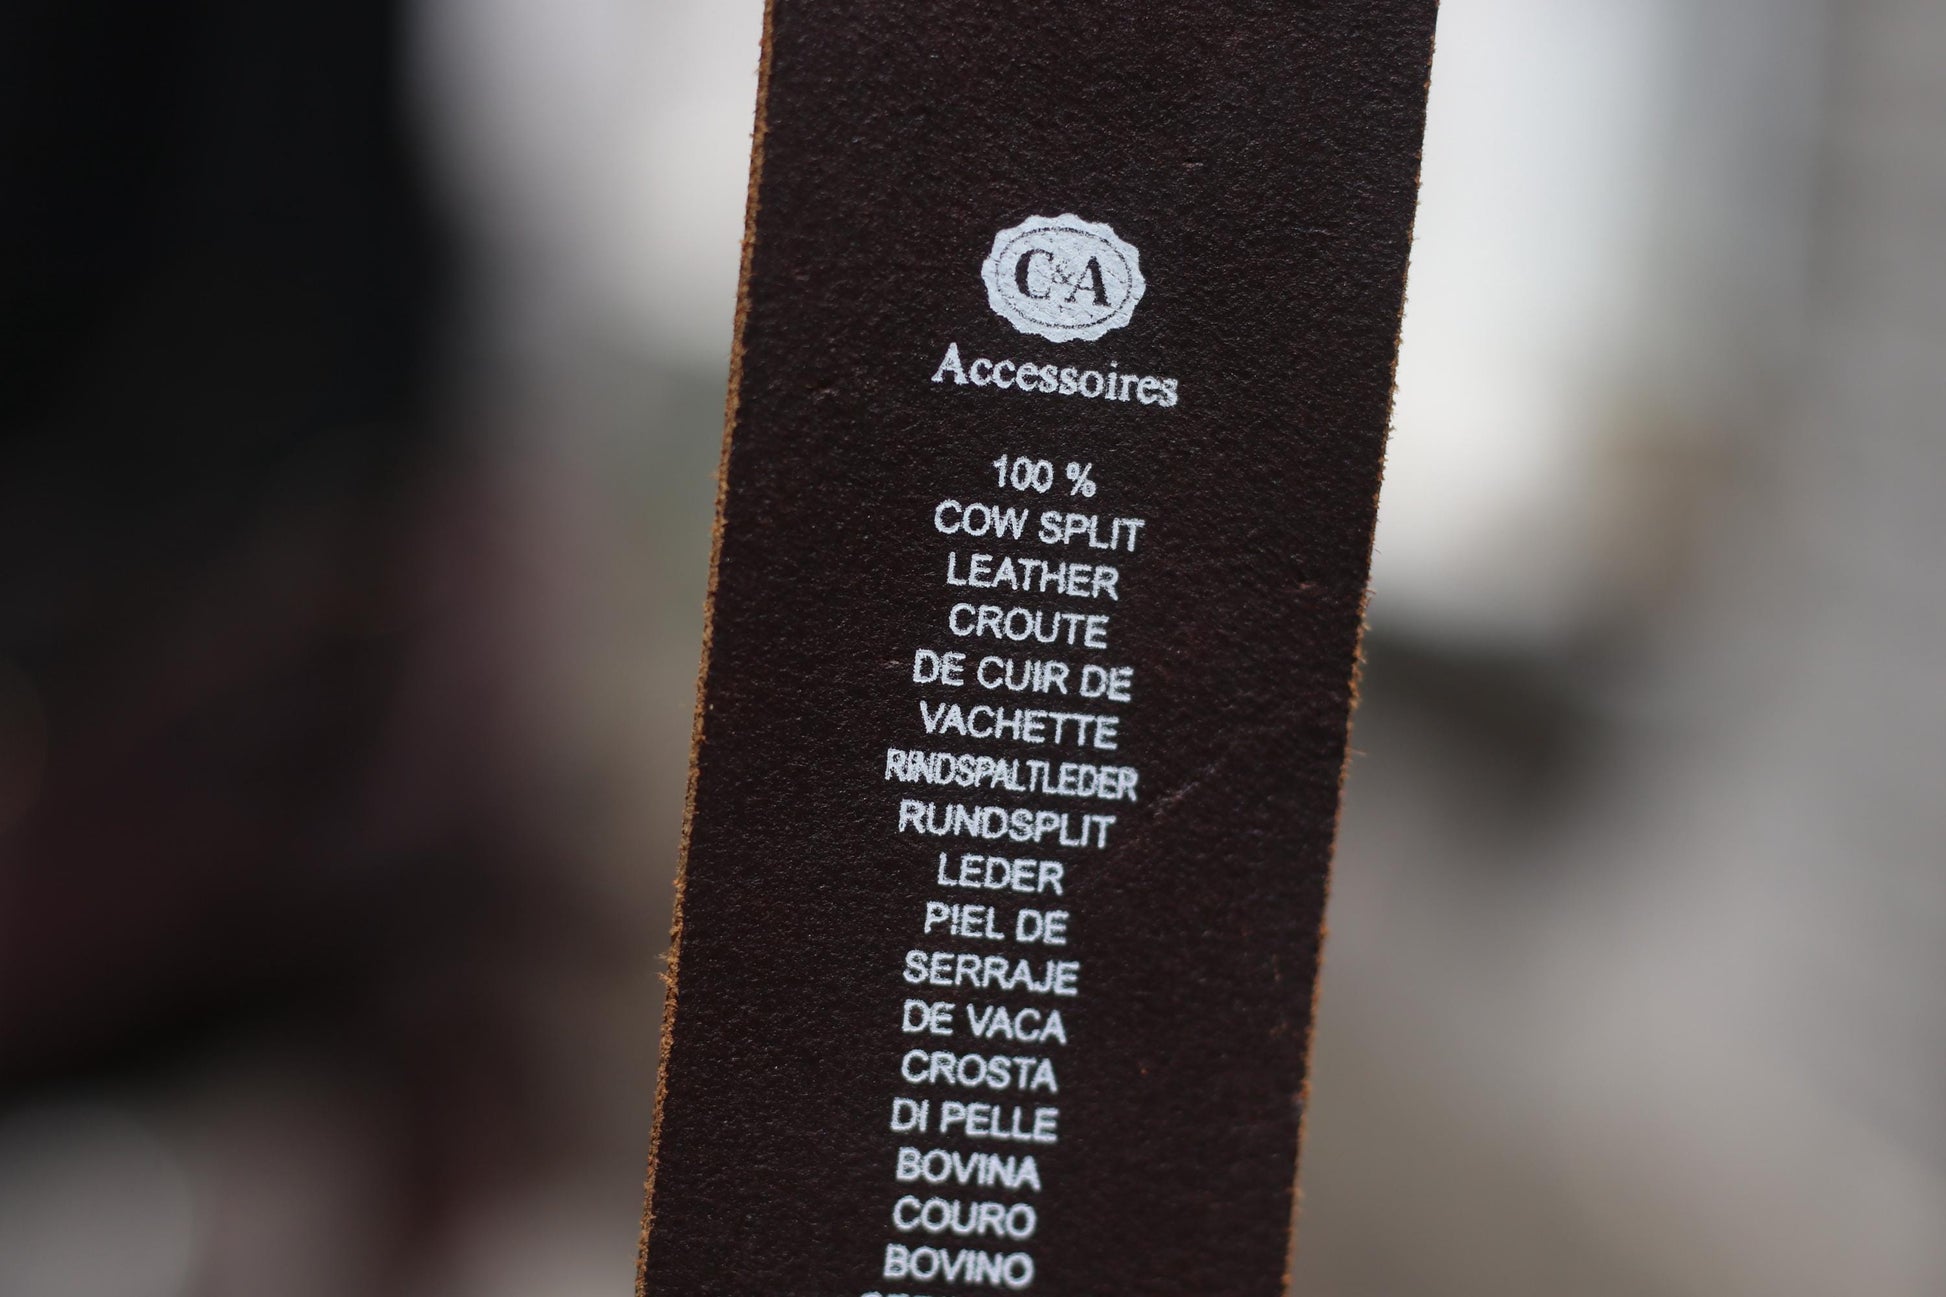 C&A
Accessoires
100 %
COW SPLIT
LEATHER
CROUTE
DE CUIR DE
VACHETTE
RINDSPALTLEDER
RUNDSPLIT
LEDER
PIEL DE
SERRAJE
DE VACA
CROSTA
DI PELLE
BOVINA
COURO
BOVINO